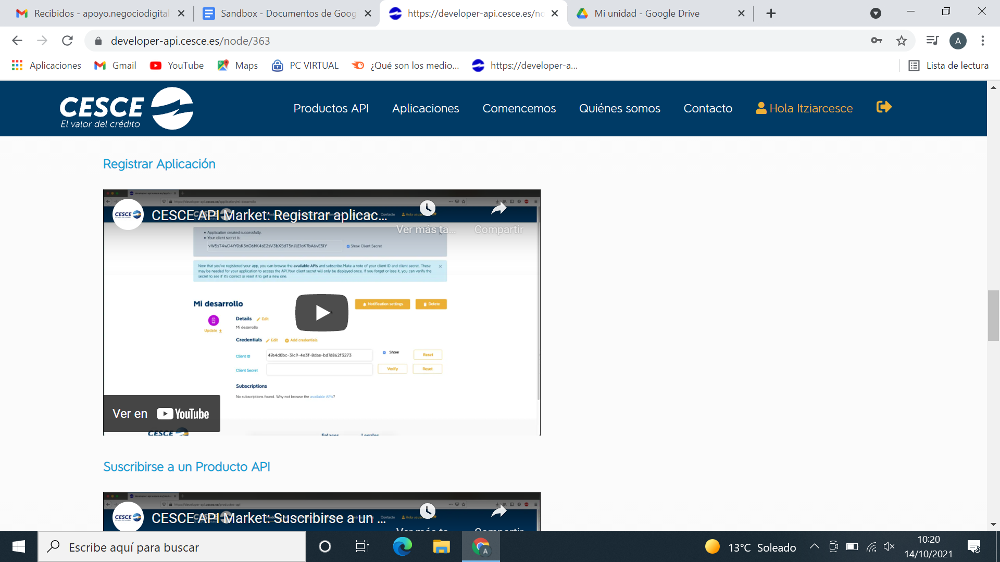 Recibidos - apoyo.negociodigital
Sandbox - Documentos de Goog
https://developer-api.cesce.es/no
Mi unidad - Google Drive
developer-api.cesce.es/node/363
A
Aplicaciones
Gmail
YouTube
Maps
PC VIRTUAL
¿Qué son los medio...
https://developer-a...
Lista de lectura
CESCE
El valor del crédito
Productos API
Aplicaciones
Comencemos
Quiénes somos
Contacto
Hola Itziarcesce
Registrar Aplicación
CESCE
CESCE API Market: Registrar aplicac...
Ver más ta...
Compartir
Application created successfully.
Your client secret is:
Show Client Secret
Now that you've registered your app, you can browse the available APIs and subscribe.Make a note of your client ID and client secret. These
may be needed for your application to access the API.Your client secret will only be displayed once. If you forget or lose it, you can verify the
secret to see if it's correct or reset it to get a new one.
Mi desarrollo
Notification settings
Delete
Details
Edit
Mi desarrollo
Update
Credentials
Edit
Add credentials
Client ID
47e4d0bc-31c9-4e3f-8dae-bd7d862f3273
Show
Reset
Client Secret
Verify
Reset
Subscriptions
No subscriptions found. Why not browse the available APIs?
Ver en YouTube
CESCE
Enlaces
Legales
Suscribirse a un Producto API
CESCE
CESCE API Market: Suscribirse a un ...
Ver más ta...
Compartir
Escribe aquí para buscar
A
13°C Soleado
10:20
14/10/2021